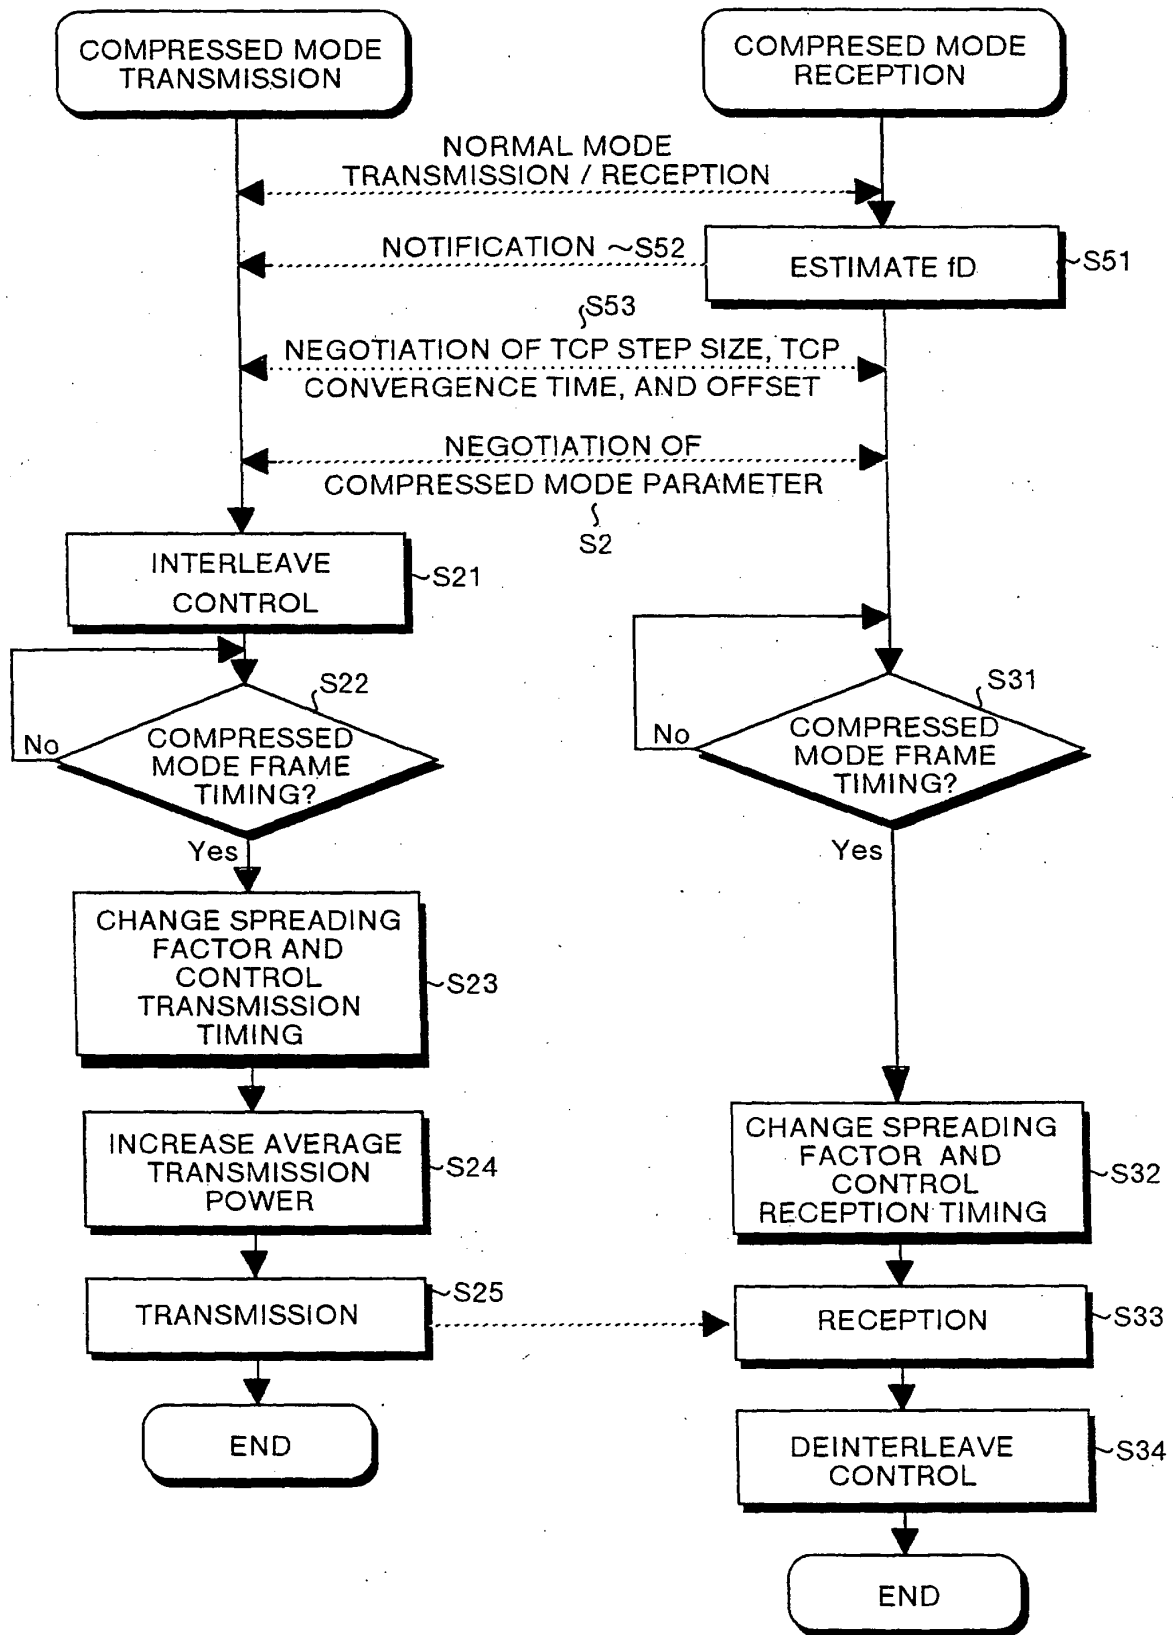 COMPRESSED MODE
TRANSMISSION
COMPRESED MODE
RECEPTION
NORMAL MODE
TRANSMISSION / RECEPTION
NOTIFICATION ~S52
ESTIMATE fD
~S51
S53
NEGOTIATION OF TCP STEP SIZE, TCP
CONVERGENCE TIME, AND OFFSET
NEGOTIATION OF
COMPRESSED MODE PARAMETER
S2
INTERLEAVE
CONTROL
~S21
S22
COMPRESSED
MODE FRAME
TIMING?
No
Yes
S31
COMPRESSED
MODE FRAME
TIMING?
No
Yes
CHANGE SPREADING
FACTOR AND
CONTROL
TRANSMISSION
TIMING
~S23
INCREASE AVERAGE
TRANSMISSION
POWER
~S24
CHANGE SPREADING
FACTOR AND
CONTROL
RECEPTION TIMING
~S32
TRANSMISSION
~S25
RECEPTION
~S33
END
DEINTERLEAVE
CONTROL
~S34
END